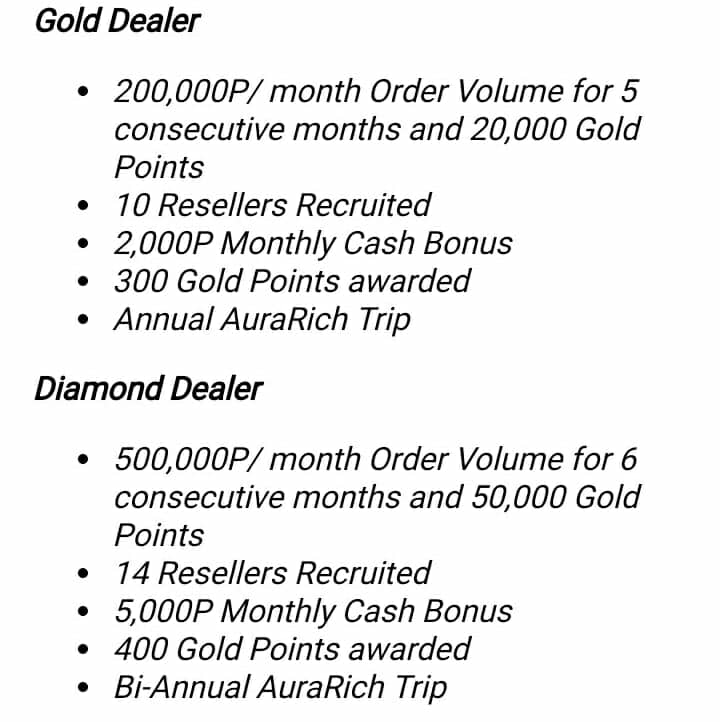 Gold Dealer
• 200,000P/ month Order Volume for 5
consecutive months and 20,000 Gold
Points
• 10 Resellers Recruited
• 2,000P Monthly Cash Bonus
• 300 Gold Points awarded
• Annual AuraRich Trip
Diamond Dealer
• 500,000P/ month Order Volume for 6
consecutive months and 50,000 Gold
Points
• 14 Resellers Recruited
• 5,000P Monthly Cash Bonus
• 400 Gold Points awarded
• Bi-Annual AuraRich Trip